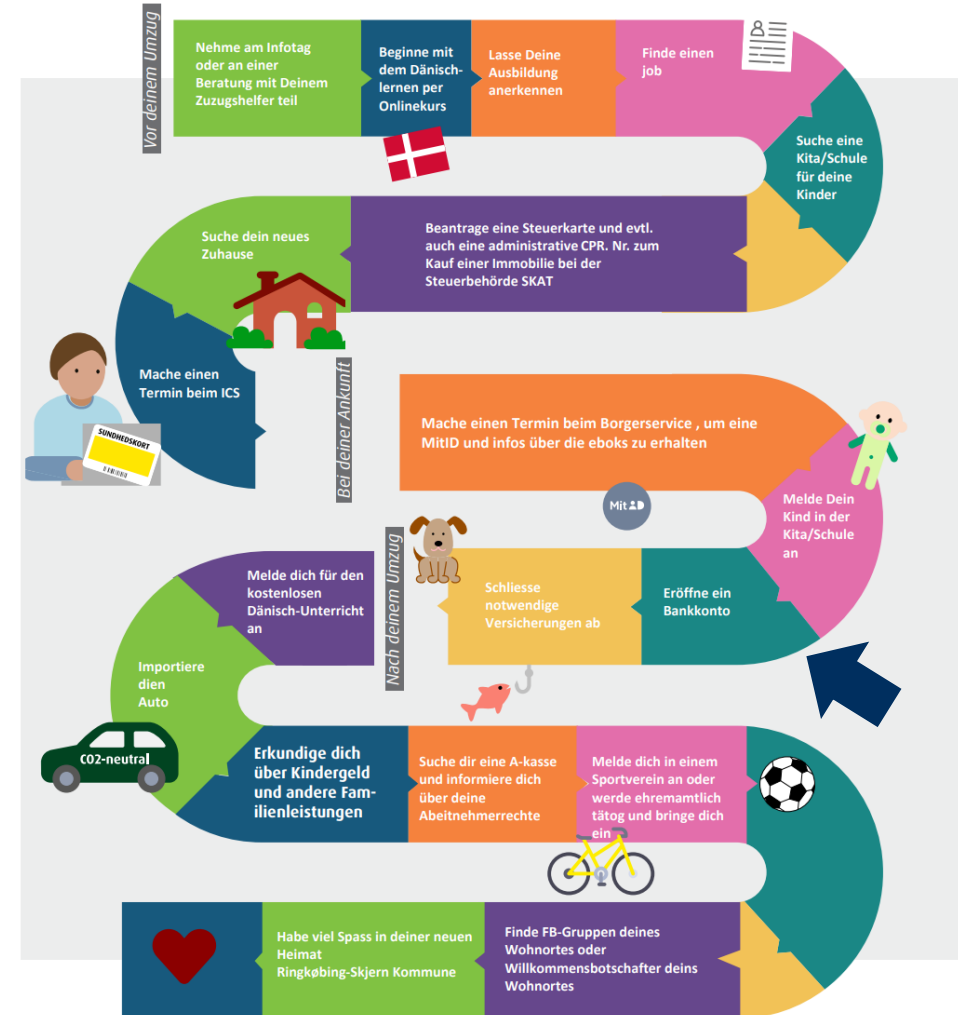 Vor deinem Umzug
Nehme am Infotag
oder an einer
Beratung mit Deinem
Zuzugshelfer teil
Beginne mit
dem Dänisch-
lernen per
Onlinekurs
Lasse Deine
Ausbildung
anerkennen
Finde einen
job
Suche eine
Kita/Schule
für deine
Kinder
Beantrage eine Steuerkarte und evtl.
auch eine administrative CPR. Nr. zum
Kauf einer Immobilie bei der
Steuerbehörde SKAT
Suche dein neues
Zuhause
Mache einen
Termin beim ICS
SUNDHEDSKORT
Bei deiner Ankunft
Mache einen Termin beim Borgerservice , um eine
MitID und infos über die eboks zu erhalten
Mit ID
Melde Dein
Kind in der
Kita/Schule
an
Eröffne ein
Bankkonto
Schliesse
notwendige
Versicherungen ab
Nach deinem Umzug
Melde dich für den
kostenlosen
Dänisch-Unterricht
an
Importiere
dien
Auto
CO2-neutral
Erkundige dich
über Kindergeld
und andere Fam-
ilienleistungen
Suche dir eine A-kasse
und informiere dich
über deine
Abeitnehmerrechte
Melde dich in einem
Sportverein an oder
werde ehremamtlich
tätog und bringe dich
ein
Finde FB-Gruppen deines
Wohnortes oder
Willkommensbotschafter deins
Wohnortes
Habe viel Spass in deiner neuen
Heimat
Ringkøbing-Skjern Kommune